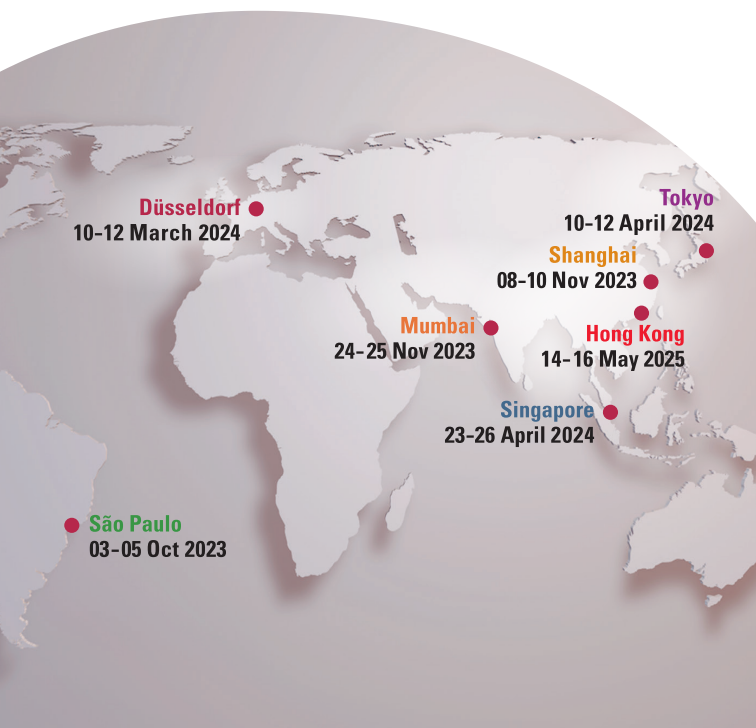 Düsseldorf
10–12 March 2024
Tokyo
10–12 April 2024
Shanghai
08–10 Nov 2023
Mumbai
24–25 Nov 2023
Hong Kong
14–16 May 2025
Singapore
23–26 April 2024
São Paulo
03–05 Oct 2023